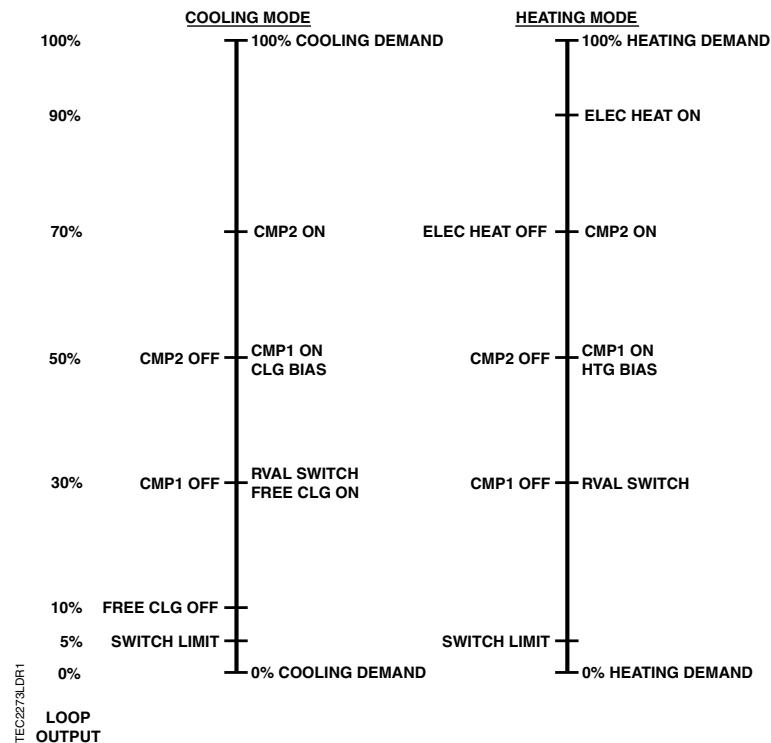 COOLING MODE HEATING MODE
100% 100% COOLING DEMAND 100% HEATING DEMAND
90% ELEC HEAT ON
70% CMP2 ON ELEC HEAT OFF CMP2 ON
50% CMP2 OFF CMP1 ON CMP2 OFF CMP1 ON
CLG BIAS HTG BIAS
30% CMP1 OFF RVAL SWITCH CMP1 OFF RVAL SWITCH
FREE CLG ON
10% FREE CLG OFF
5% SWITCH LIMIT SWITCH LIMIT
0% 0% COOLING DEMAND 0% HEATING DEMAND
LOOP
OUTPUT
TEC2273LDR1